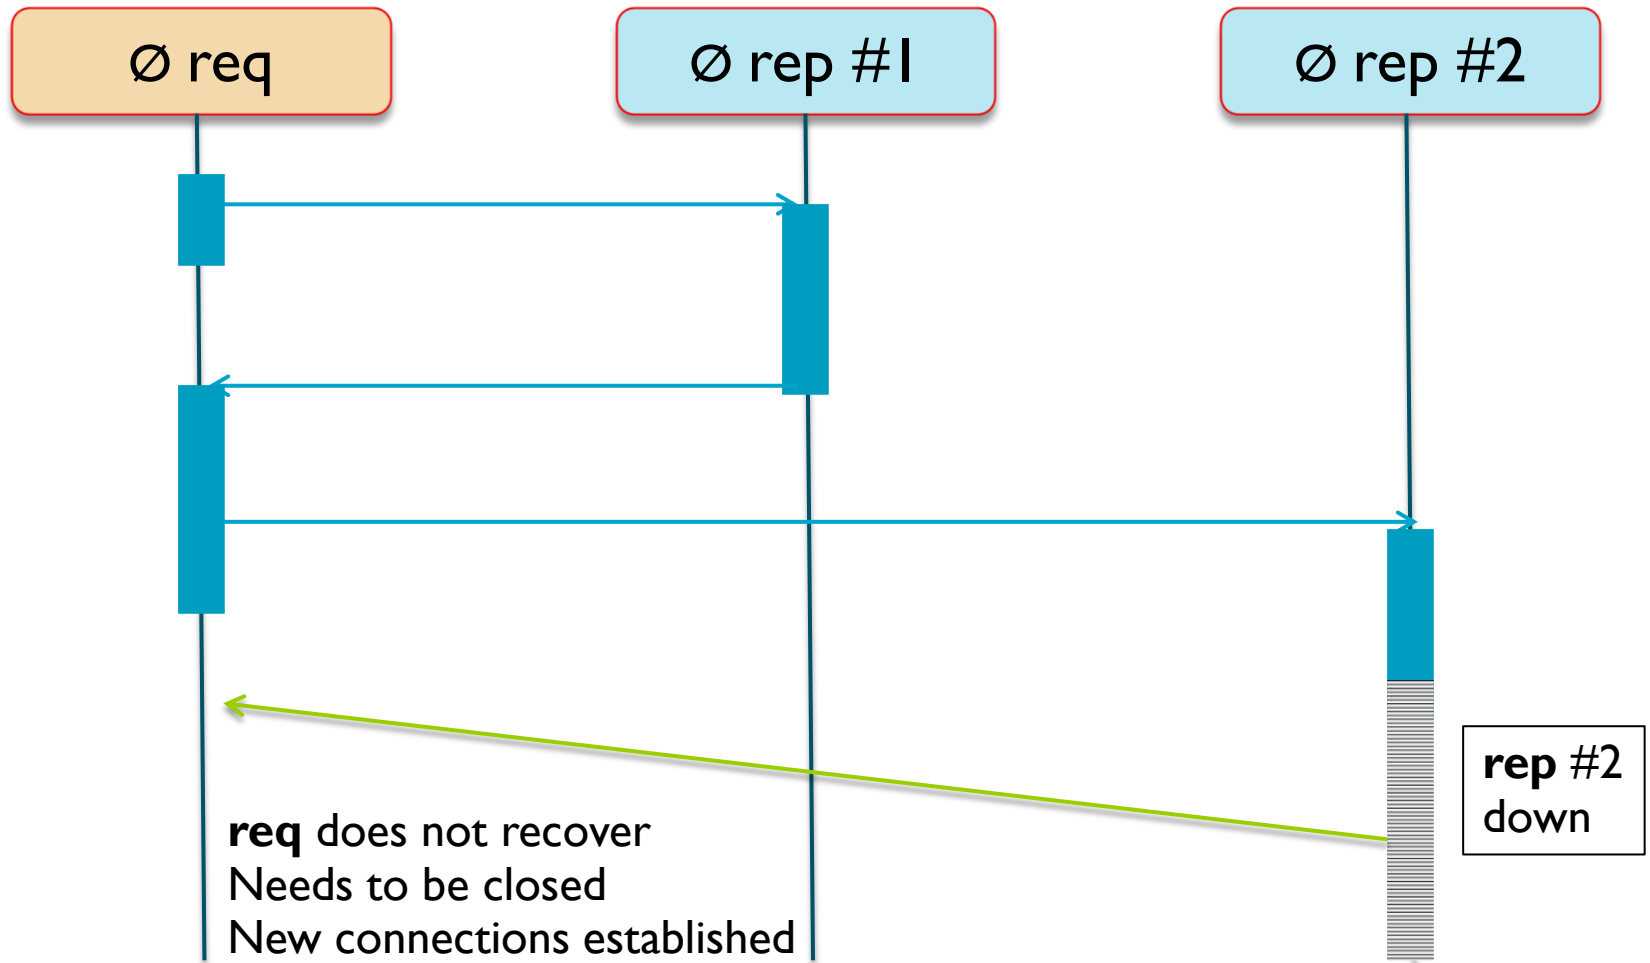 Ø req
Ø rep #1
Ø rep #2
rep #2
down
req does not recover
Needs to be closed
New connections established